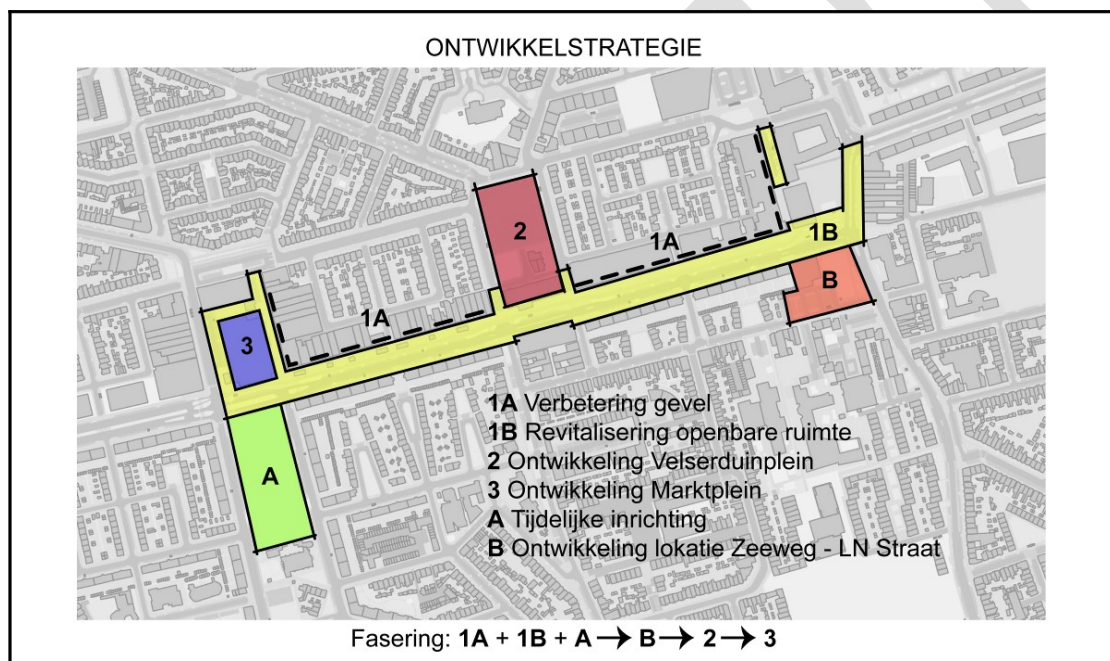 ONTWIKKELSTRATEGIE
2
1A
1B
B
1A
3
A
1A Verbetering gevel
1B Revitalisering openbare ruimte
2 Ontwikkeling Velserduinplein
3 Ontwikkeling Marktplein
A Tijdelijke inrichting
B Ontwikkeling lokatie Zeeweg - LN Straat
Fasering: 1A + 1B + A → B → 2 → 3